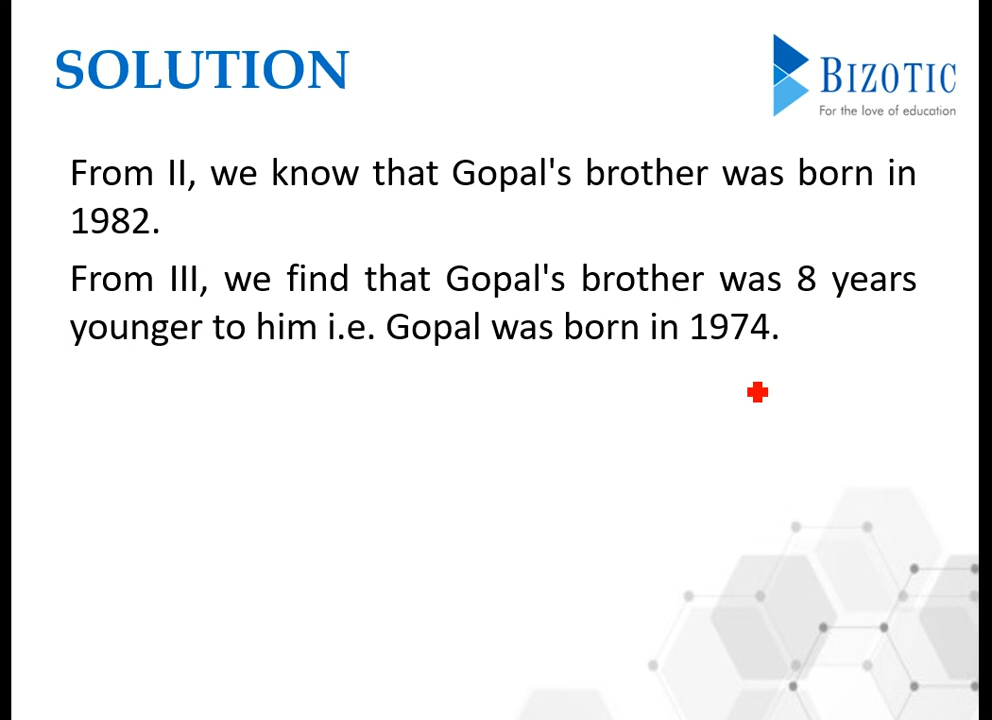 SOLUTION
BIZOTIC
For the love of education
From II, we know that Gopal's brother was born in
1982.
From III, we find that Gopal's brother was 8 years
younger to him i.e. Gopal was born in 1974.